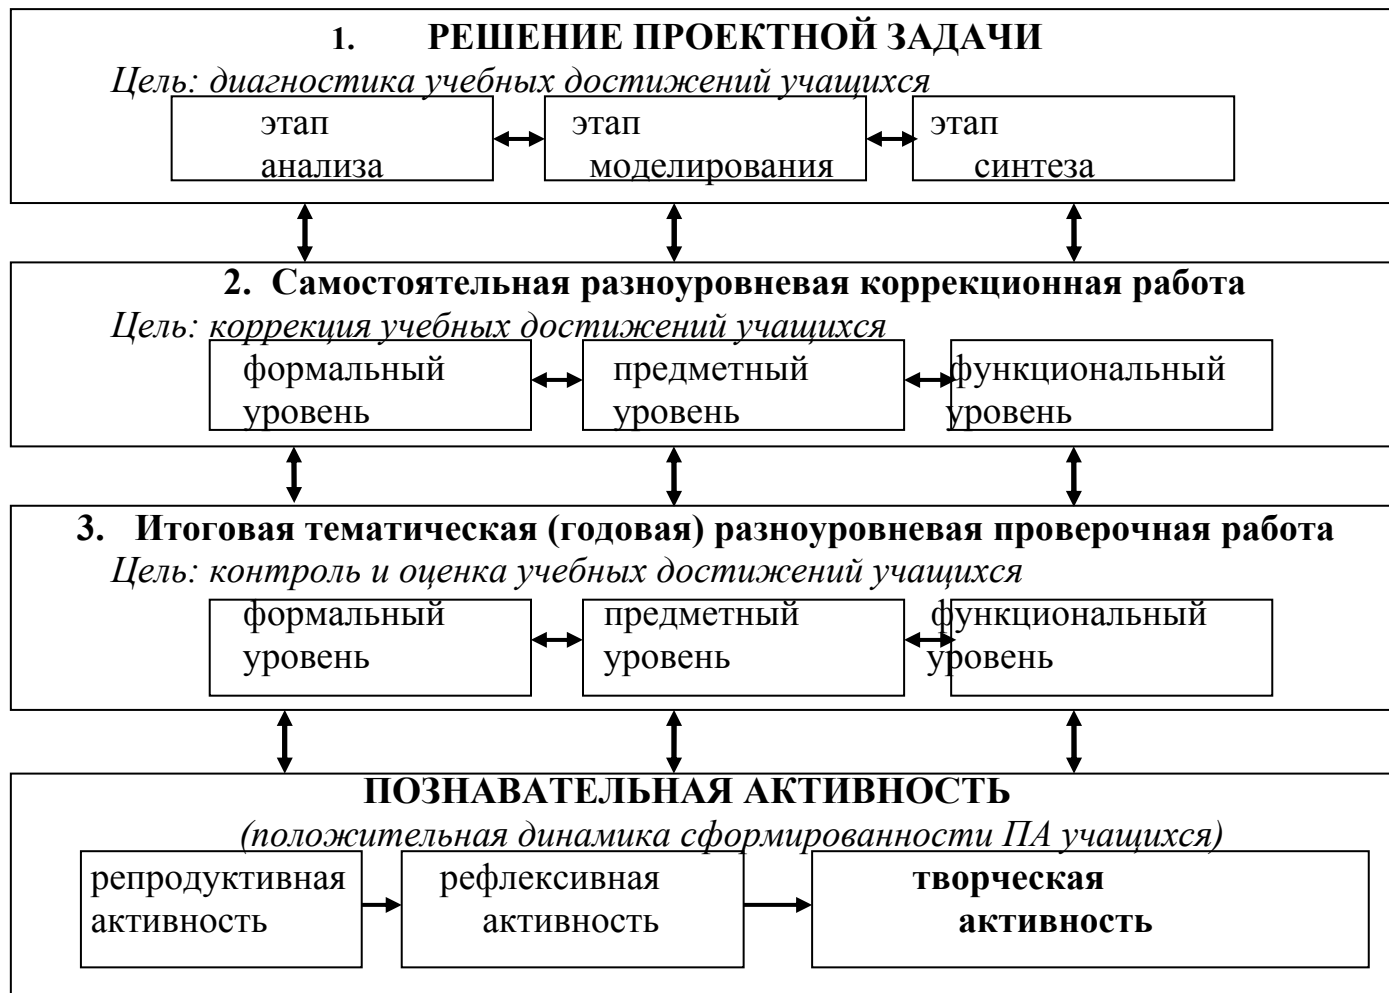 1. РЕШЕНИЕ ПРОЕКТНОЙ ЗАДАЧИ
Цель: диагностика учебных достижений учащихся
этап анализа
этап моделирования
этап синтеза
2. Самостоятельная разноуровневая коррекционная работа
Цель: коррекция учебных достижений учащихся
формальный уровень
предметный уровень
функциональный уровень
3. Итоговая тематическая (годовая) разноуровневая проверочная работа
Цель: контроль и оценка учебных достижений учащихся
формальный уровень
предметный уровень
функциональный уровень
ПОЗНАВАТЕЛЬНАЯ АКТИВНОСТЬ
(положительная динамика сформированности ПА учащихся)
репродуктивная активность
рефлексивная активность
творческая активность